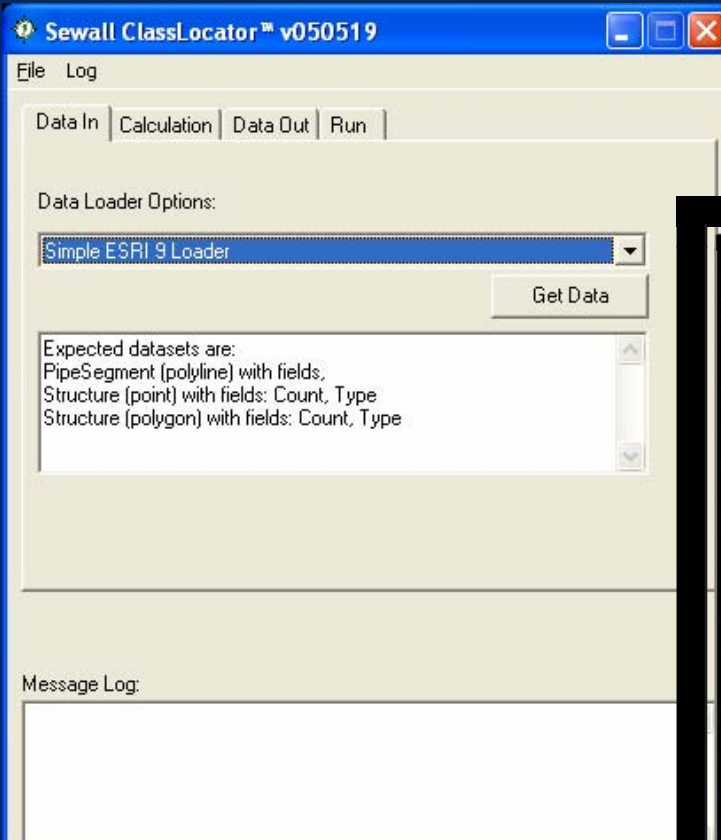 Sewall ClassLocator™ v050519
File Log
Data In Calculation Data Out Run
Data Loader Options:
Simple ESRI 9 Loader
Get Data
Expected datasets are:
PipeSegment (polyline) with fields,
Structure (point) with fields: Count, Type
Structure (polygon) with fields: Count, Type
Message Log: